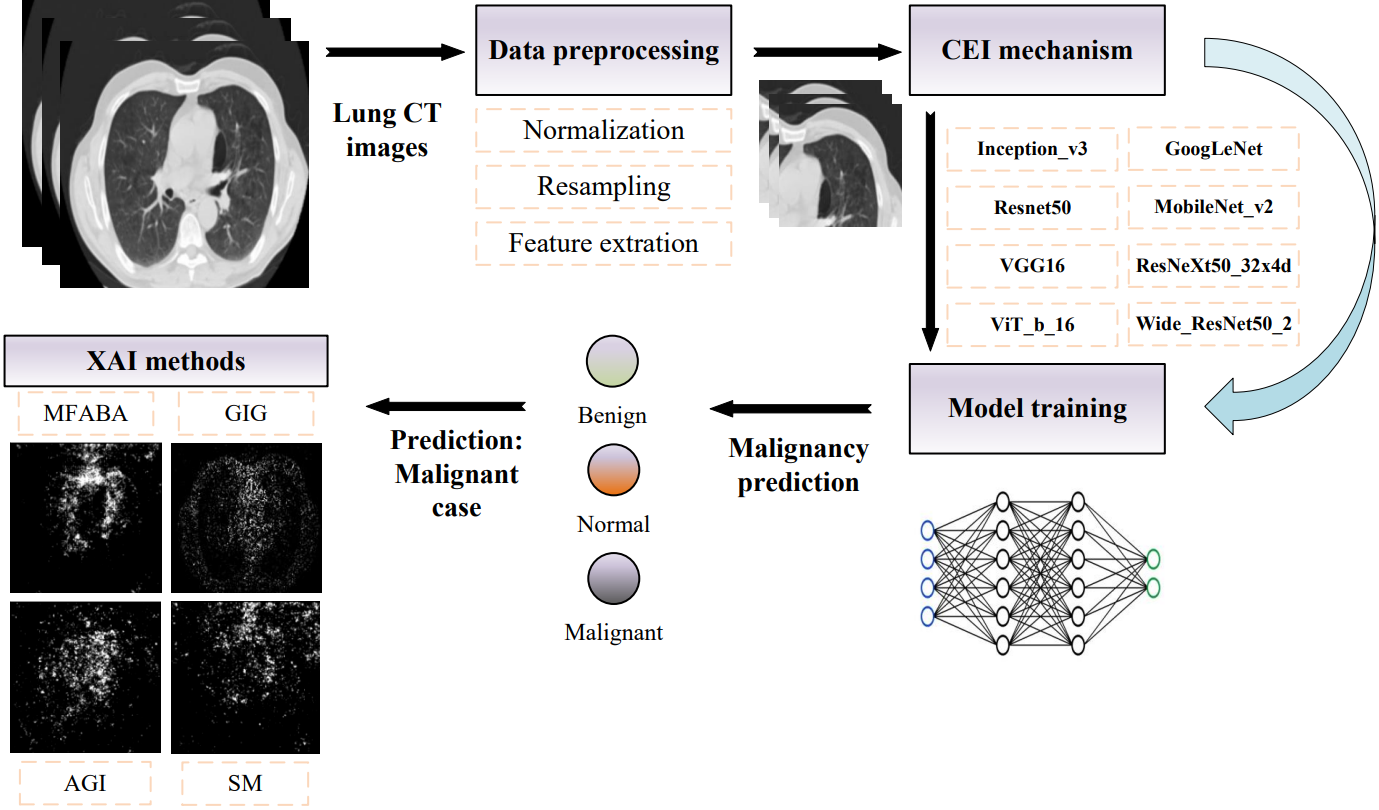 Lung CT
images
Data preprocessing
Normalization
Resampling
Feature extration
CEI mechanism
Inception_v3
GoogLeNet
Resnet50
MobileNet_v2
VGG16
ResNeXt50_32x4d
ViT_b_16
Wide_ResNet50_2
Model training
Malignancy
prediction
Benign
Normal
Malignant
Prediction:
Malignant
case
XAI methods
MFABA
GIG
AGI
SM